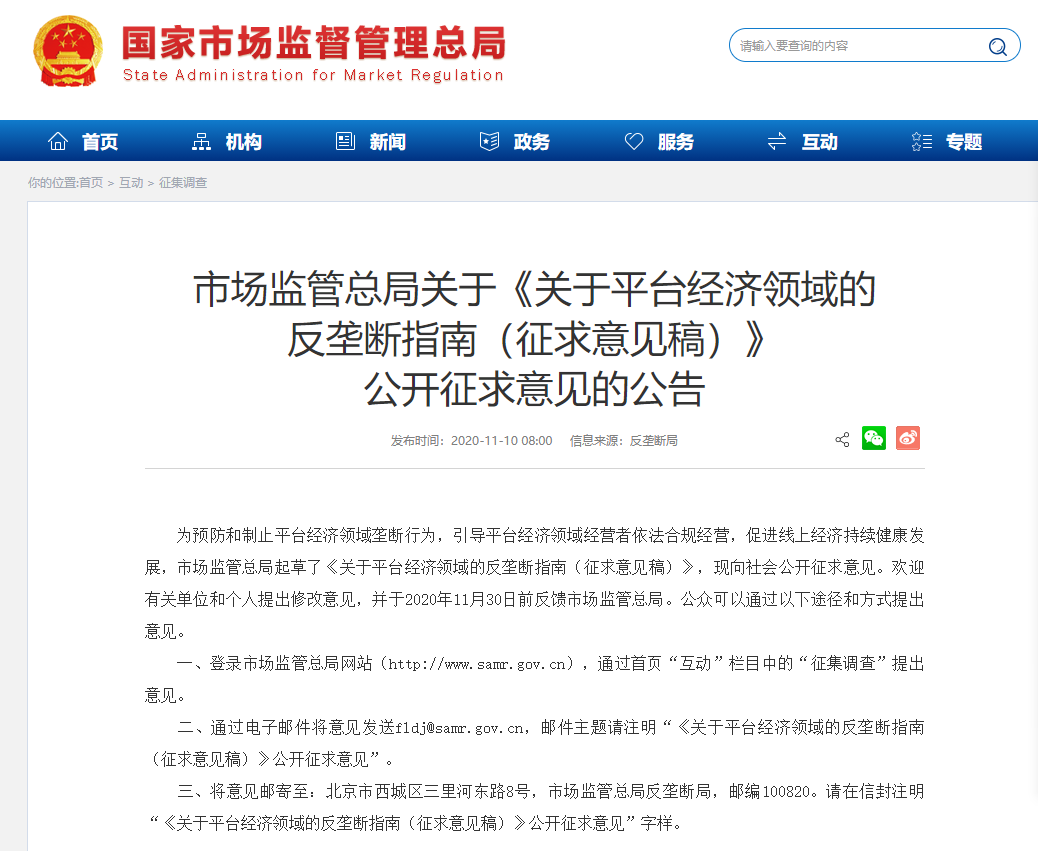 国家市场监督管理总局
State Administration for Market Regulation
请输入要查询的内容
首页 机构 新闻 政务 服务 互动 专题
你的位置:首页 > 互动 > 征集调查
市场监管总局关于《关于平台经济领域的
反垄断指南（征求意见稿）》
公开征求意见的公告
发布时间：2020-11-10 08:00 信息来源：反垄断局
为预防和制止平台经济领域垄断行为，引导平台经济领域经营者依法合规经营，促进线上经济持续健康发
展，市场监管总局起草了《关于平台经济领域的反垄断指南（征求意见稿）》，现向社会公开征求意见。欢迎
有关单位和个人提出修改意见，并于2020年11月30日前反馈市场监管总局。公众可以通过以下途径和方式提出
意见。
一、登录市场监管总局网站（http://www.samr.gov.cn），通过首页“互动”栏目中的“征集调查”提出
意见。
二、通过电子邮件将意见发送fldj@samr.gov.cn，邮件主题请注明“《关于平台经济领域的反垄断指南
（征求意见稿）》公开征求意见”。
三、将意见邮寄至：北京市西城区三里河东路8号，市场监管总局反垄断局，邮编100820。请在信封注明
“《关于平台经济领域的反垄断指南（征求意见稿）》公开征求意见”字样。